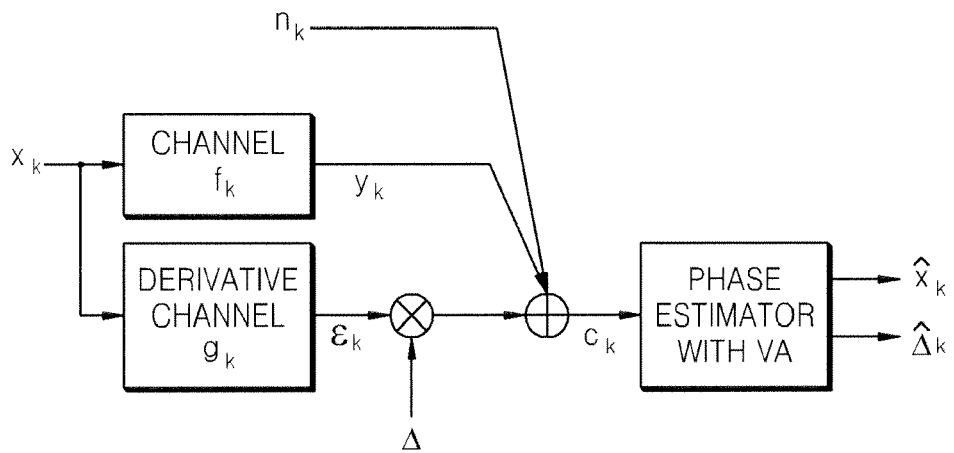 n_k
x_k
CHANNEL
f_k
y_k
DERIVATIVE
CHANNEL
g_k
ε_k
Δ
c_k
PHASE
ESTIMATOR
WITH VA
x̂_k
Δ̂_k